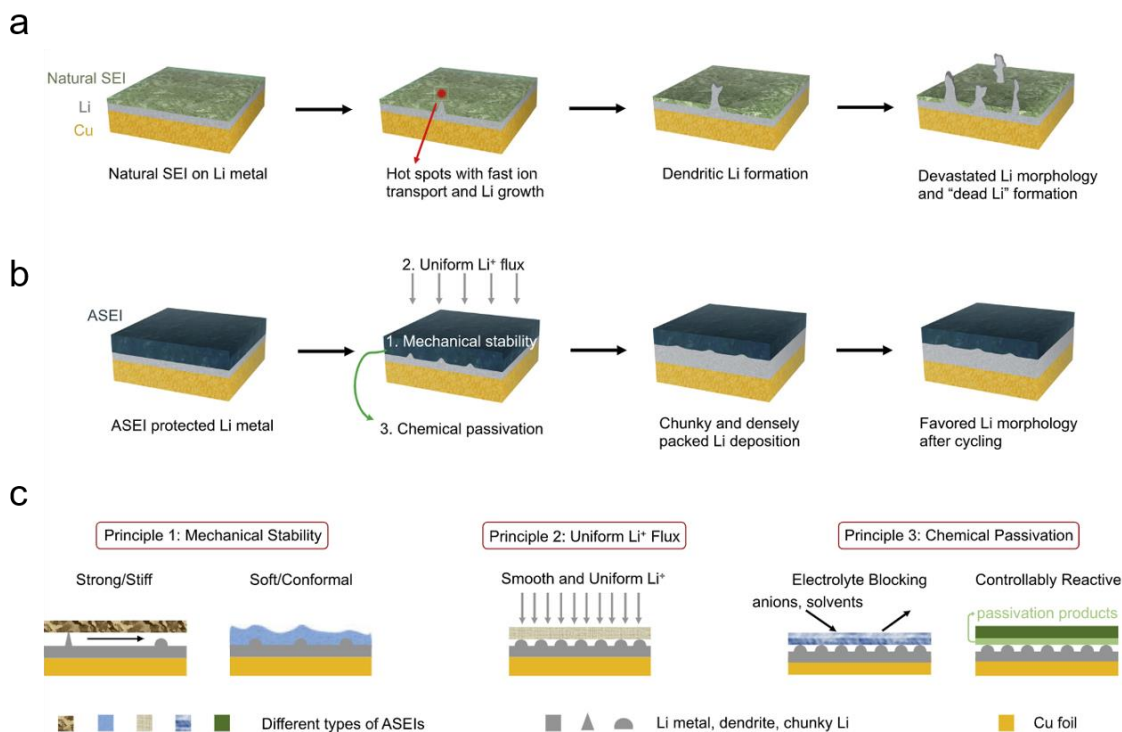 a
Natural SEI
Li
Cu
Natural SEI on Li metal
Hot spots with fast ion
transport and Li growth
Dendritic Li formation
Devastated Li morphology
and “dead Li” formation
b
2. Uniform Li⁺ flux
ASEI
1. Mechanical stability
3. Chemical passivation
ASEI protected Li metal
Chunky and densely
packed Li deposition
Favored Li morphology
after cycling
c
Principle 1: Mechanical Stability
Principle 2: Uniform Li⁺ Flux
Principle 3: Chemical Passivation
Strong/Stiff
Soft/Conformal
Smooth and Uniform Li⁺
Electrolyte Blocking
anions, solvents
Controllably Reactive
passivation products
Different types of ASEIs
Li metal, dendrite, chunky Li
Cu foil